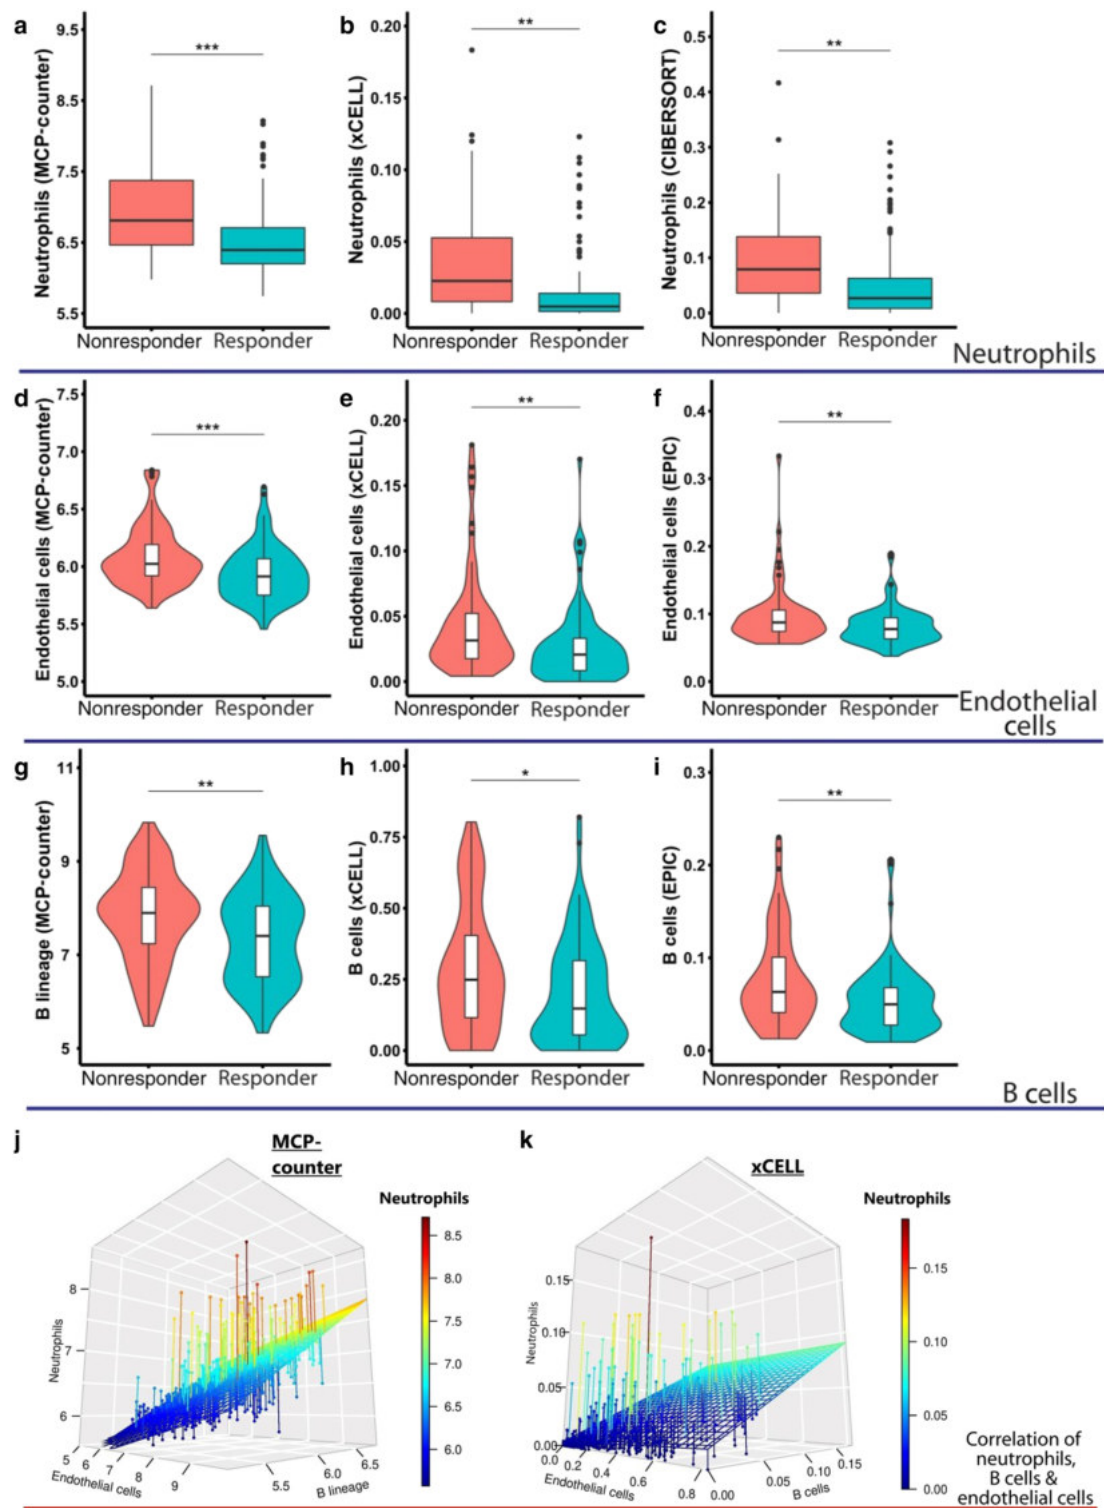 a
9.5
8.5
7.5
6.5
5.5
Neutrophils (MCP-counter)
***
Nonresponder Responder
b
0.20
0.15
0.10
0.05
0.00
Neutrophils (xCELL)
**
Nonresponder Responder
c
0.5
0.4
0.3
0.2
0.1
0.0
Neutrophils (CIBERSORT)
**
Nonresponder Responder
Neutrophils
d
7.5
7.0
6.5
6.0
5.5
5.0
Endothelial cells (MCP-counter)
***
Nonresponder Responder
e
0.20
0.15
0.10
0.05
0.00
Endothelial cells (xCELL)
**
Nonresponder Responder
f
0.4
0.3
0.2
0.1
0.0
Endothelial cells (EPIC)
**
Nonresponder Responder
Endothelial
cells
g
11
9
7
5
B lineage (MCP-counter)
**
Nonresponder Responder
h
1.00
0.75
0.50
0.25
0.00
B cells (xCELL)
*
Nonresponder Responder
i
0.3
0.2
0.1
0.0
B cells (EPIC)
**
Nonresponder Responder
B cells
j
MCP-
counter
Neutrophils
8.5
8.0
7.5
7.0
6.5
6.0
8
7
6
Neutrophils
5 6 7 8 9
Endothelial cells
5.5 6.0 6.5
B lineage
k
xCELL
Neutrophils
0.15
0.10
0.05
0.00
0.15
0.10
0.05
0.00
Neutrophils
0.0 0.2 0.4 0.6 0.8
Endothelial cells
0.00 0.05 0.10 0.15
B cells
Correlation of
neutrophils,
B cells &
endothelial cells